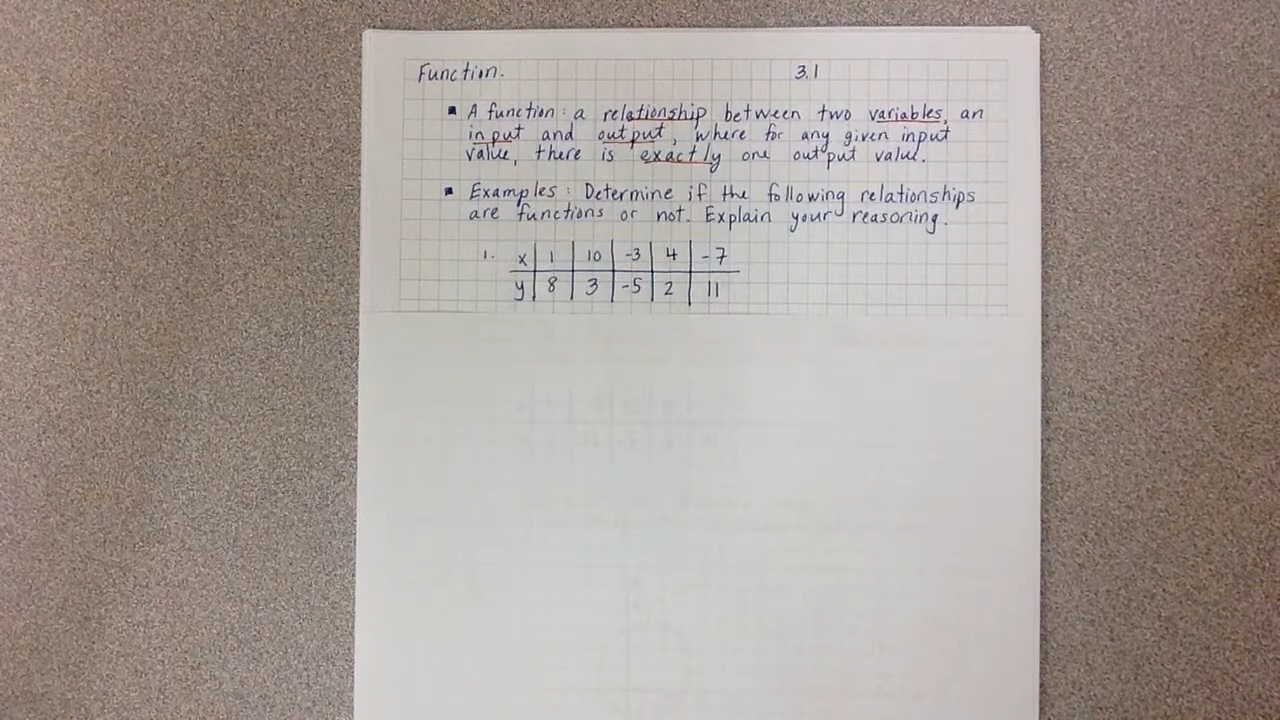 Function. 3.1
▪ A function: a relationship between two variables, an
input and output, where for any given input
value, there is exactly one output value.
▪ Examples: Determine if the following relationships
are functions or not. Explain your reasoning.
1. x 1 10 -3 4 -7
y 8 3 -5 2 11